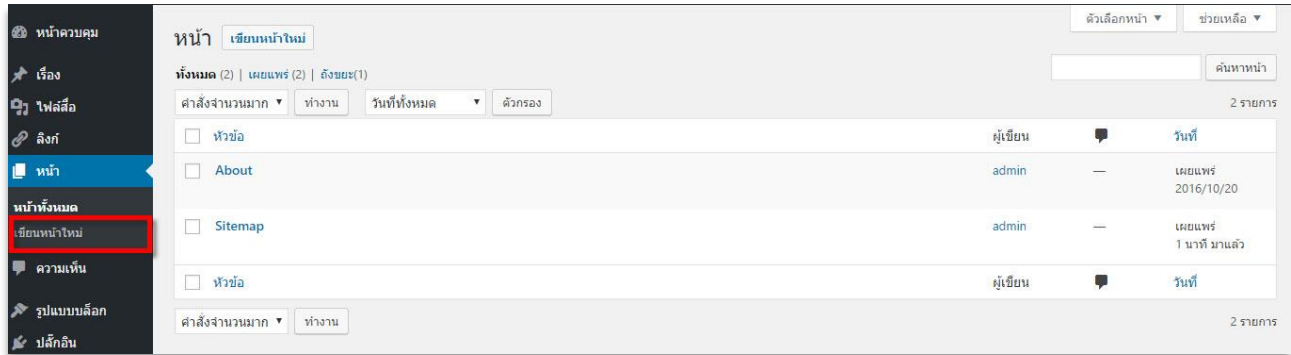 หน้าควบคุม
เรื่อง
ไฟล์สื่อ
ลิงก์
หน้า
หน้าทั้งหมด
เขียนหน้าใหม่
ความเห็น
รูปแบบบล็อก
ปลั๊กอิน
ตัวเลือกหน้า ช่วยเหลือ
หน้า เขียนหน้าใหม่
ทั้งหมด (2) | เผยแพร่ (2) | ถังขยะ(1)
ค้นหาหน้า
คำสั่งจำนวนมาก ทำงาน วันที่ทั้งหมด ตัวกรอง 2 รายการ
หัวข้อ ผู้เขียน วันที่
About admin — เผยแพร่
2016/10/20
Sitemap admin — เผยแพร่
1 นาที มาแล้ว
หัวข้อ ผู้เขียน วันที่
คำสั่งจำนวนมาก ทำงาน 2 รายการ